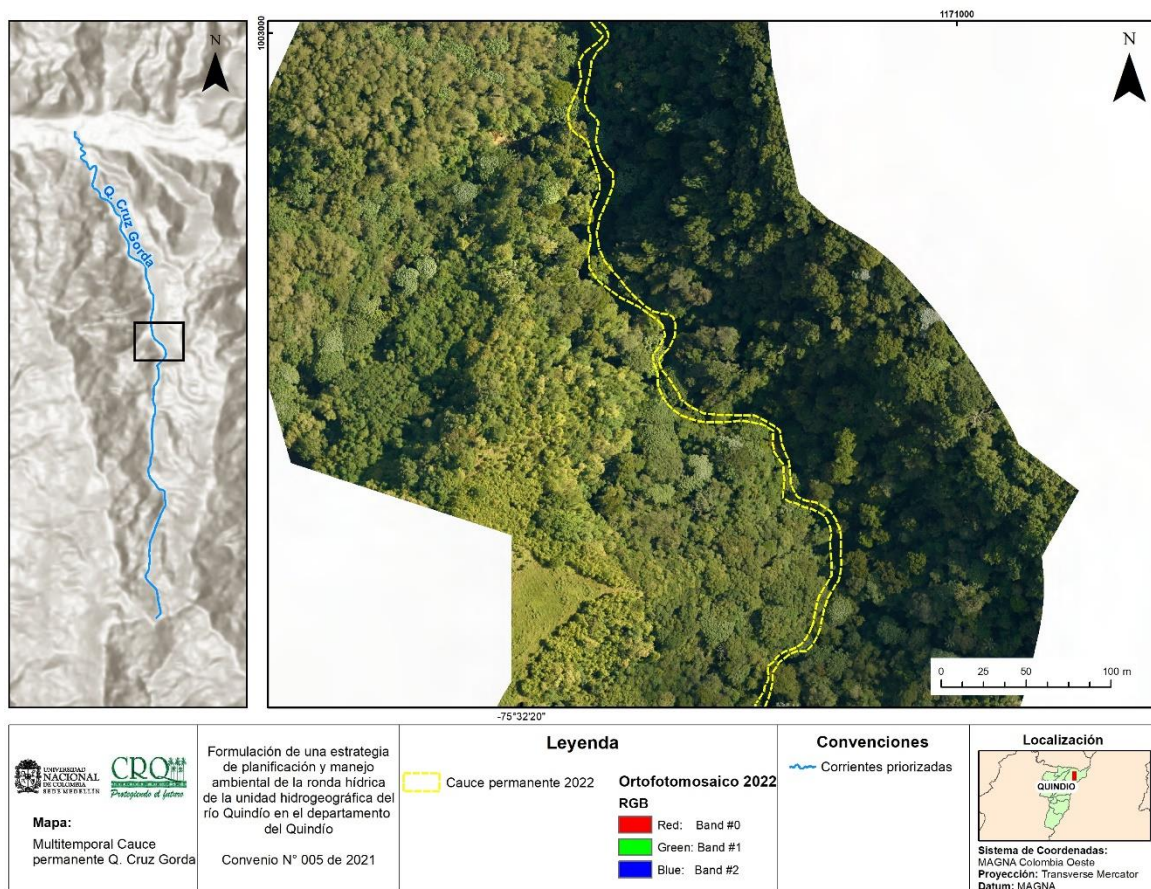 N
Q. Cruz Gorda
1003000
1171000
N
0 25 50 100 m
-75°32'20"
UNIVERSIDAD
NACIONAL
DE COLOMBIA
SEDE MEDELLÍN
CRQ
Protegiendo el futuro
Mapa:
Multitemporal Cauce
permanente Q. Cruz Gorda
Formulación de una estrategia
de planificación y manejo
ambiental de la ronda hídrica
de la unidad hidrogeográfica del
río Quindío en el departamento
del Quindío
Convenio N° 005 de 2021
Leyenda
Cauce permanente 2022
Ortofotomosaico 2022
RGB
Red: Band #0
Green: Band #1
Blue: Band #2
Convenciones
Corrientes priorizadas
Localización
QUINDIO
Sistema de Coordenadas:
MAGNA Colombia Oeste
Proyección: Transverse Mercator
Datum: MAGNA